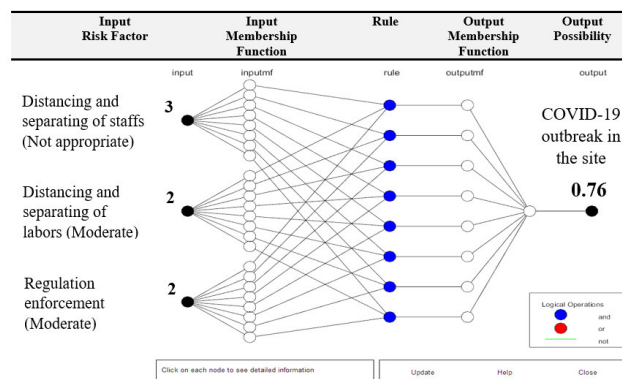 Input Risk Factor
Input Membership Function
Rule
Output Membership Function
Output Possibility
input
inputmf
rule
outputmf
output
Distancing and
separating of staffs
(Not appropriate)
3
Distancing and
separating of
labors (Moderate)
2
Regulation
enforcement
(Moderate)
2
COVID-19
outbreak in
the site
0.76
Logical Operations
and
or
not
Click on each node to see detailed information
Update
Help
Close